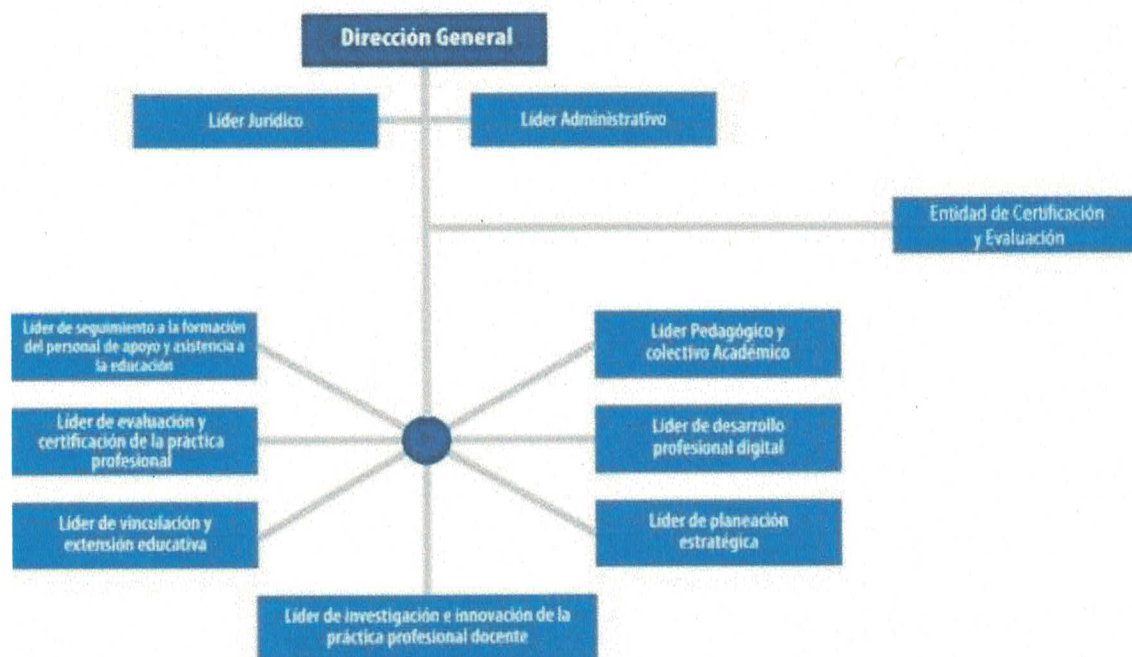 Dirección General
Líder Jurídico
Líder Administrativo
Entidad de Certificación
y Evaluación
Líder de seguimiento a la formación
del personal de apoyo y asistencia a
la educación
Líder Pedagógico y
colectivo Académico
Líder de evaluación y
certificación de la práctica
profesional
Líder de desarrollo
profesional digital
Líder de vinculación y
extensión educativa
Líder de planeación
estratégica
Líder de investigación e innovación de la
práctica profesional docente